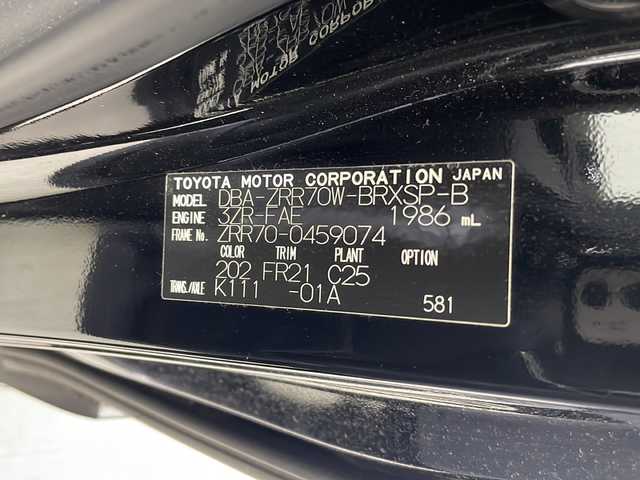 TOYOTA MOTOR CORPORATION JAPAN
MODEL DBA-ZRR70W-BRXSP-B
ENGINE 3ZR-FAE 1986 mL
FRAME No. ZRR70-0459074
COLOR TRIM PLANT OPTION
202 FR21 C25
TRANS./AXLE K111 -01A
581